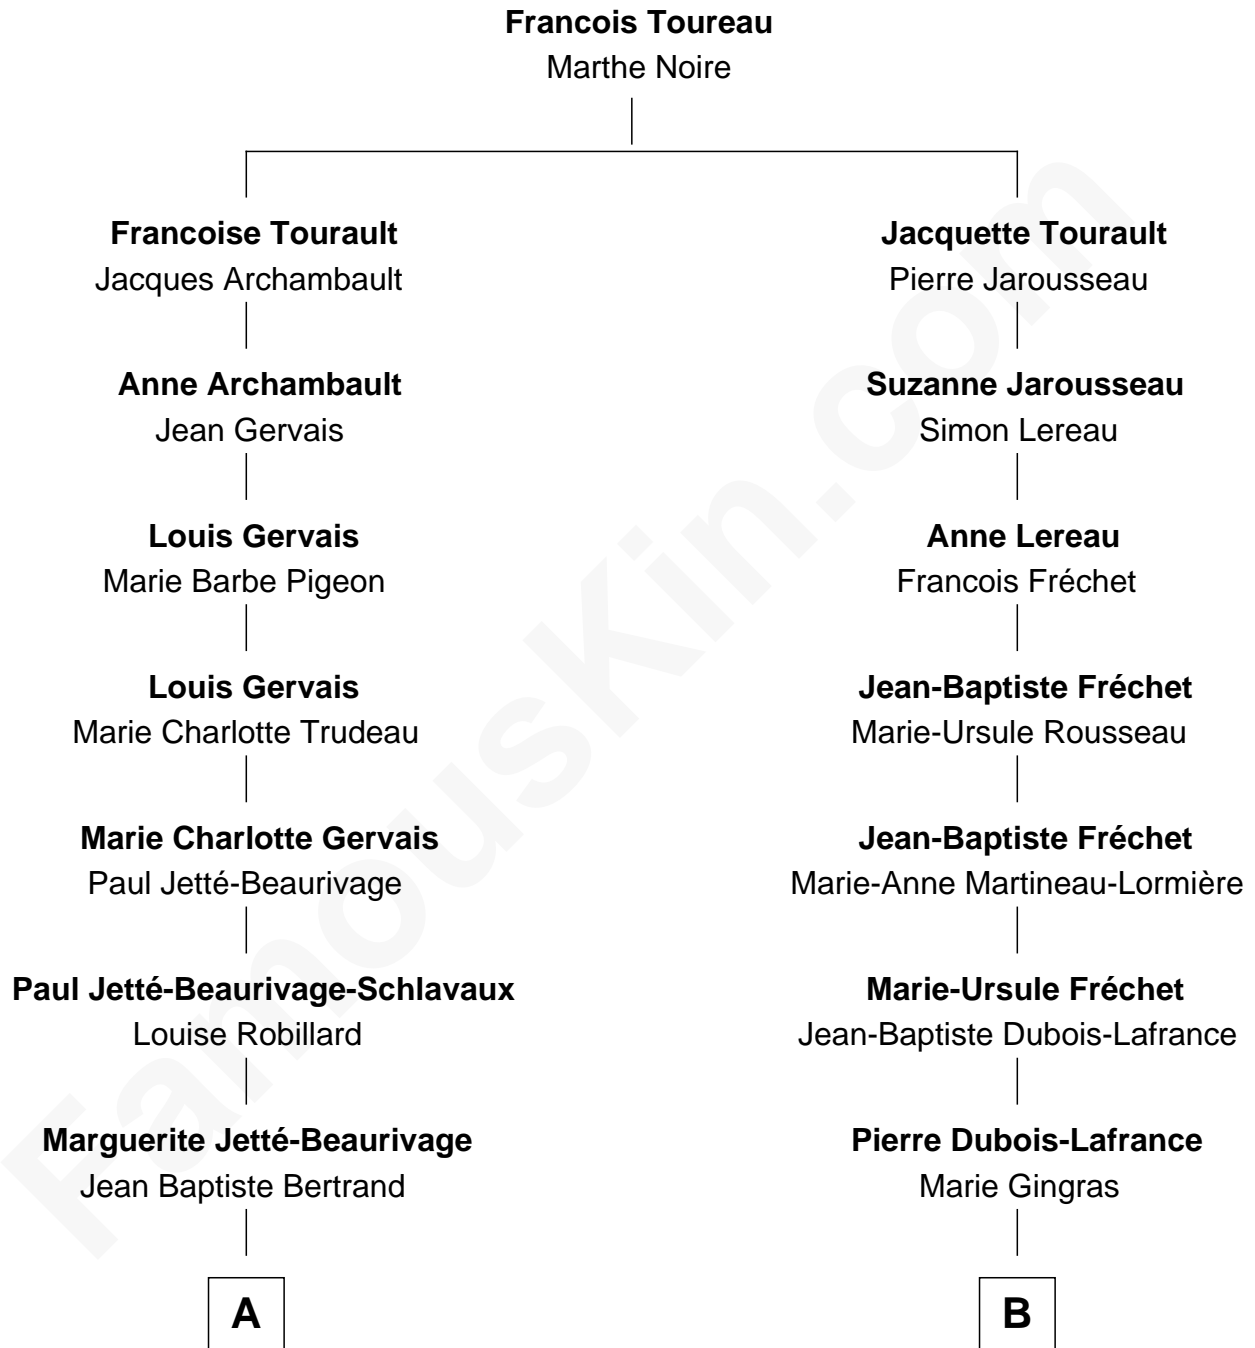 Francois Toureau
Marthe Noire
Francoise Tourault
Jacques Archambault
Jacquette Tourault
Pierre Jarousseau
Anne Archambault
Jean Gervais
Suzanne Jarousseau
Simon Lereau
Louis Gervais
Marie Barbe Pigeon
Anne Lereau
Francois Fréchet
Louis Gervais
Marie Charlotte Trudeau
Jean-Baptiste Fréchet
Marie-Ursule Rousseau
Marie Charlotte Gervais
Paul Jetté-Beaurivage
Jean-Baptiste Fréchet
Marie-Anne Martineau-Lormière
Paul Jetté-Beaurivage-Schlavaux
Louise Robillard
Marie-Ursule Fréchet
Jean-Baptiste Dubois-Lafrance
Marguerite Jetté-Beaurivage
Jean Baptiste Bertrand
Pierre Dubois-Lafrance
Marie Gingras
A
B
FamousKin.com